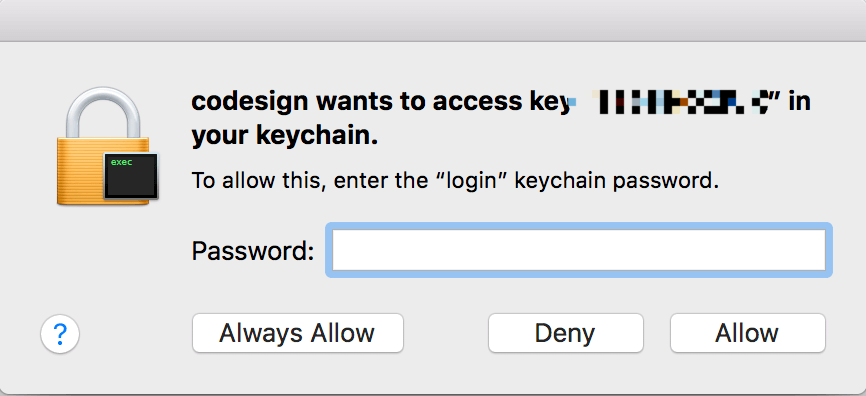 codesign wants to access key ” in
your keychain.
exec
To allow this, enter the “login” keychain password.
Password:
?
Always Allow
Deny
Allow